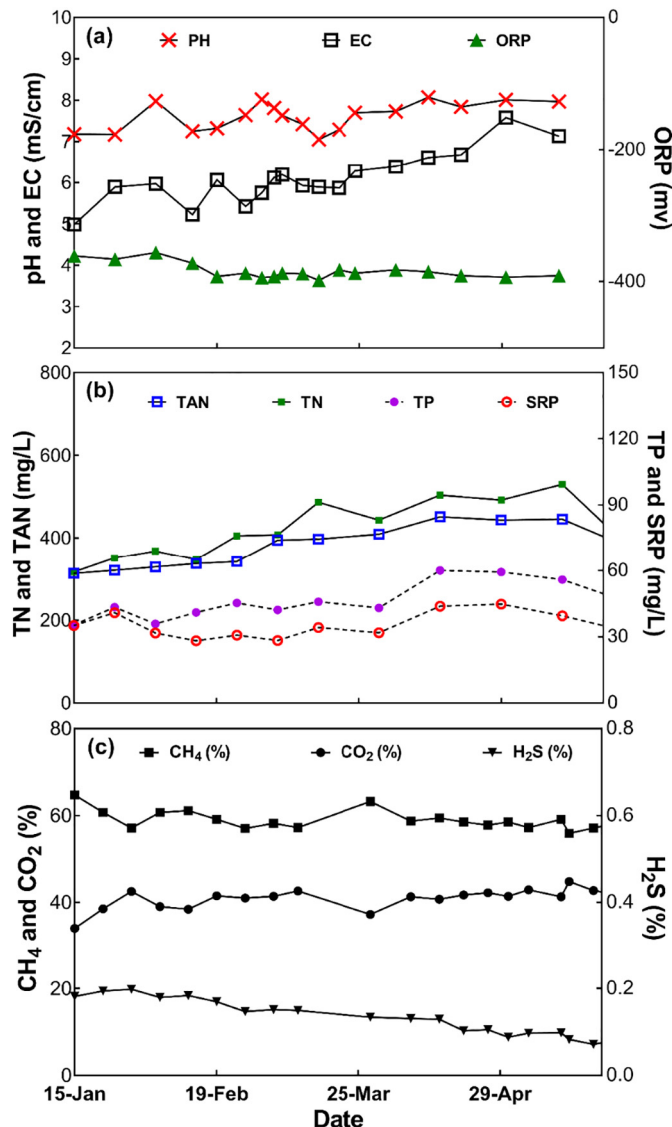 (a)
PH EC ORP
10
9
8
7
6
5
4
3
2
pH and EC (mS/cm)
0
-200
-400
ORP (mv)
(b)
TAN TN TP SRP
800
600
400
200
0
TN and TAN (mg/L)
150
120
90
60
30
0
TP and SRP (mg/L)
(c)
CH₄ (%) CO₂ (%) H₂S (%)
80
60
40
20
0
CH₄ and CO₂ (%)
0.8
0.6
0.4
0.2
0.0
H₂S (%)
15-Jan 19-Feb 25-Mar 29-Apr
Date